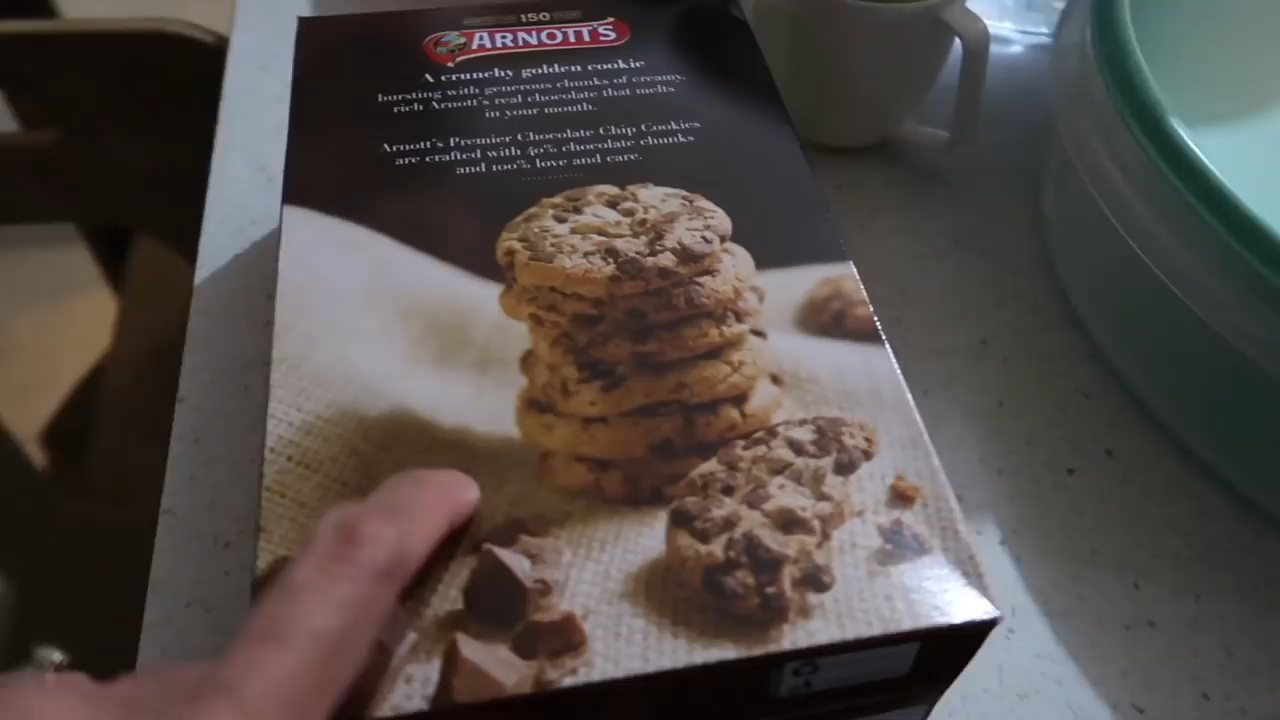 150
ARNOTT'S
A crunchy golden cookie
bursting with generous chunks of creamy,
rich Arnott's real chocolate that melts
in your mouth.
Arnott's Premier Chocolate Chip Cookies
are crafted with 40% chocolate chunks
and 100% love and care.